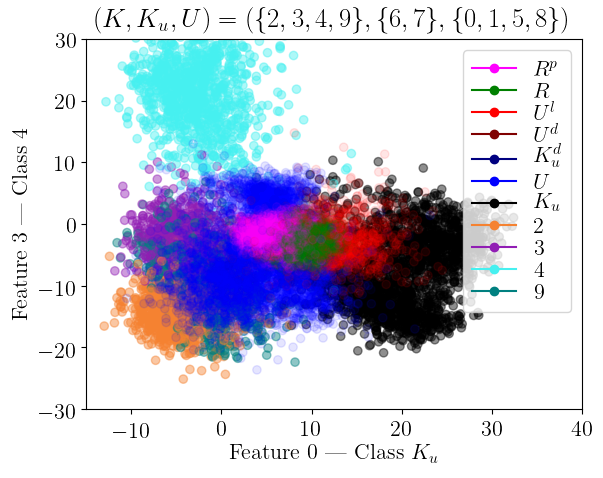 (K, K_u, U) = ({2, 3, 4, 9}, {6, 7}, {0, 1, 5, 8})
30
20
10
0
−10
−20
−30
Feature 3 — Class 4
R^p
R
U^l
U^d
K_u^d
U
K_u
2
3
4
9
−10 0 10 20 30 40
Feature 0 — Class K_u